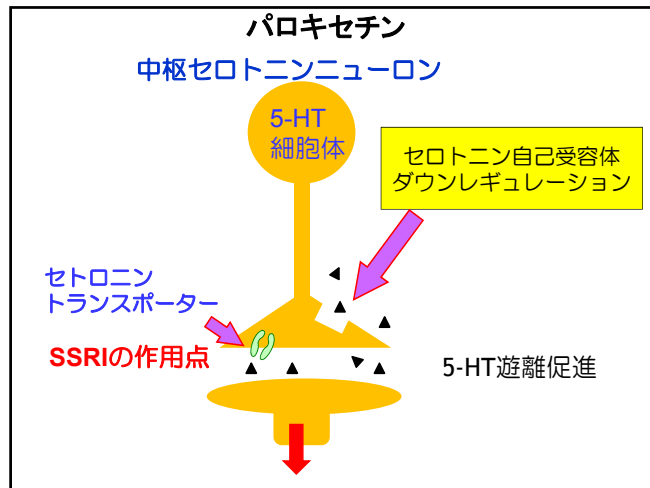 パロキセチン
中枢セロトニンニューロン
5-HT
細胞体
セロトニン自己受容体
ダウンレギュレーション
セトロニン
トランスポーター
SSRIの作用点
5-HT遊離促進